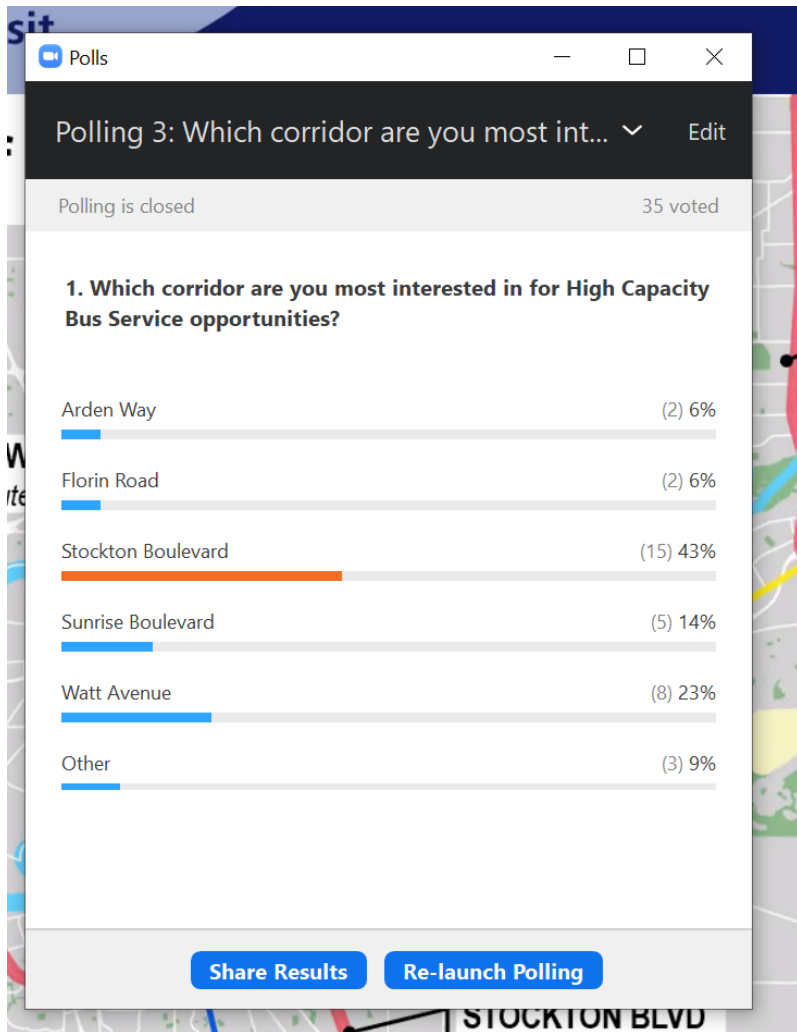 sit
Polls
Polling 3: Which corridor are you most int...
Edit
Polling is closed
35 voted
1. Which corridor are you most interested in for High Capacity
Bus Service opportunities?
Arden Way
(2) 6%
Florin Road
(2) 6%
Stockton Boulevard
(15) 43%
Sunrise Boulevard
(5) 14%
Watt Avenue
(8) 23%
Other
(3) 9%
Share Results
Re-launch Polling
STOCKTON BLVD